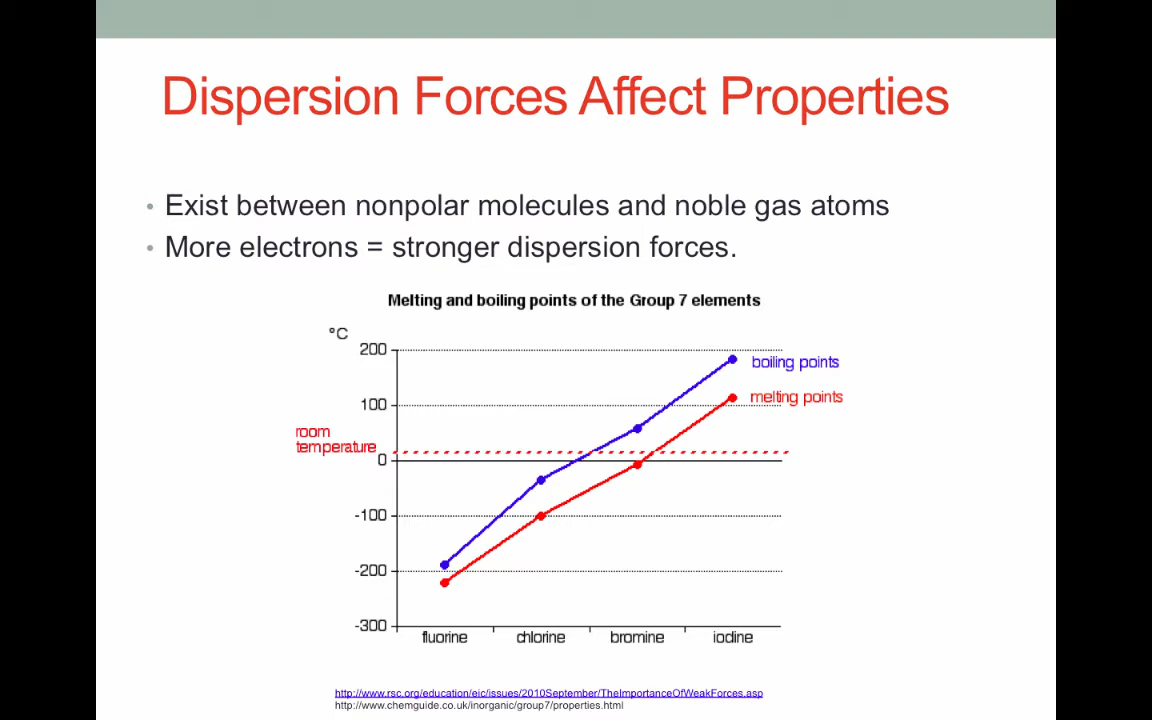 Dispersion Forces Affect Properties
• Exist between nonpolar molecules and noble gas atoms
• More electrons = stronger dispersion forces.
Melting and boiling points of the Group 7 elements
°C
200
boiling points
100
melting points
room
temperature
0
-100
-200
-300
fluorine chlorine bromine iodine
http://www.rsc.org/education/eic/issues/2010September/TheImportanceOfWeakForces.asp
http://www.chemguide.co.uk/inorganic/group7/properties.html